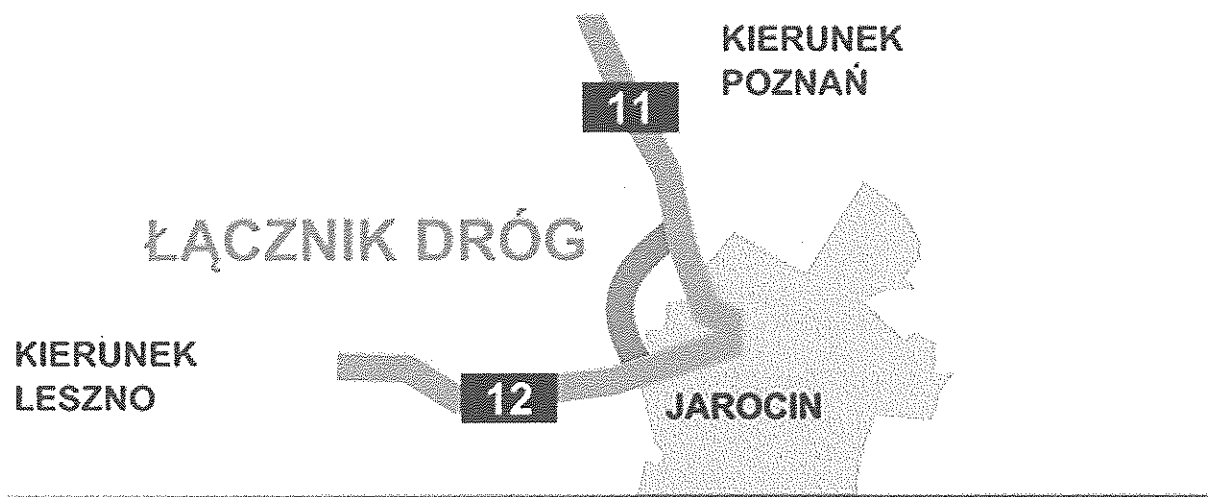 KIERUNEK
POZNAŃ
11
ŁĄCZNIK DRÓG
KIERUNEK
LESZNO
12
JAROCIN